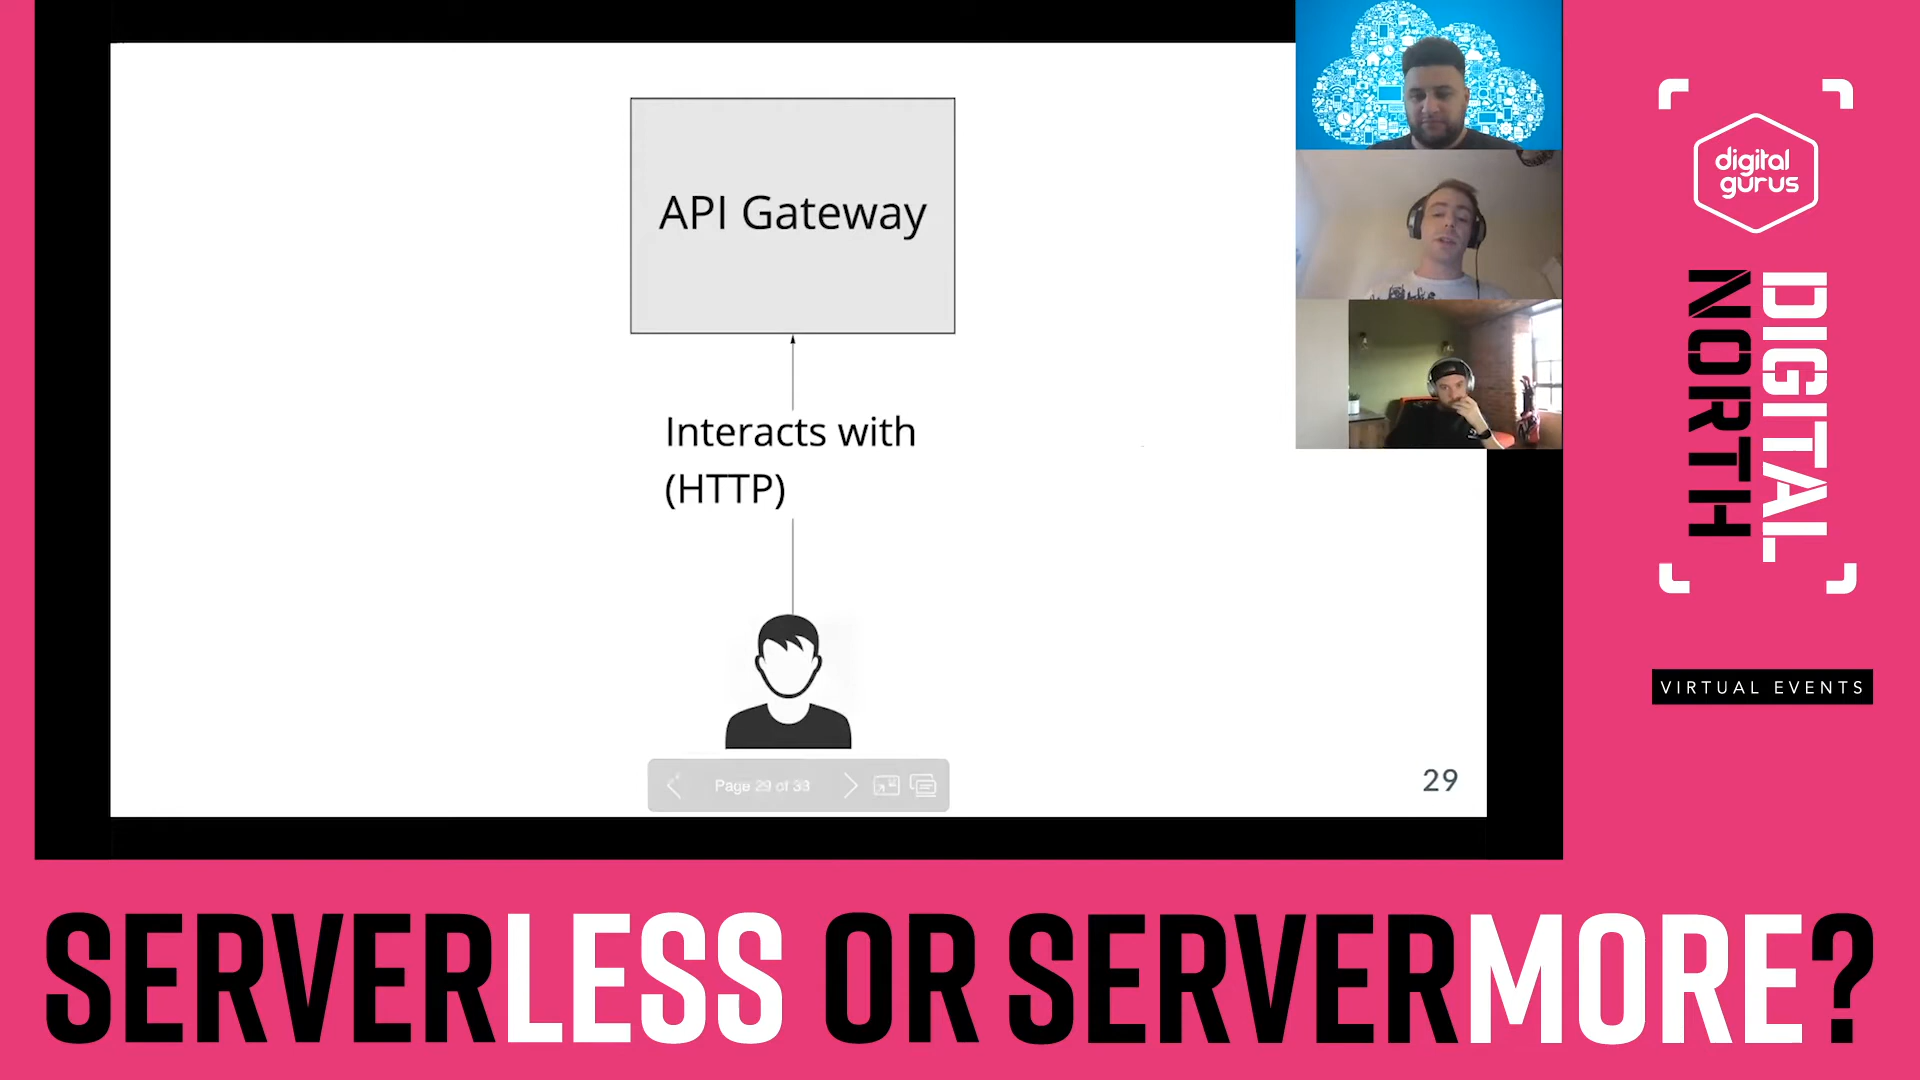 API Gateway
Interacts with
(HTTP)
Page 29 of 33
29
digital
gurus
DIGITAL
NORTH
VIRTUAL EVENTS
SERVERLESS OR SERVERMORE?